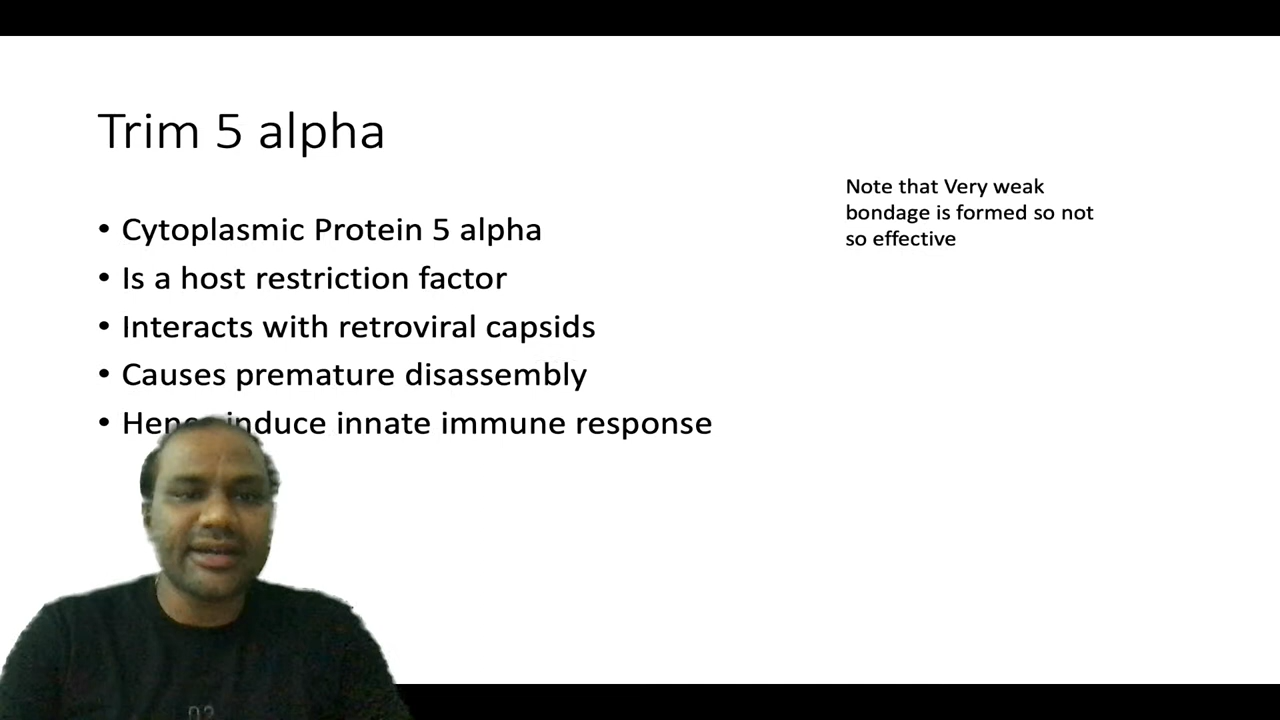 Trim 5 alpha
• Cytoplasmic Protein 5 alpha
• Is a host restriction factor
• Interacts with retroviral capsids
• Causes premature disassembly
• induce innate immune response
Note that Very weak
bondage is formed so not
so effective